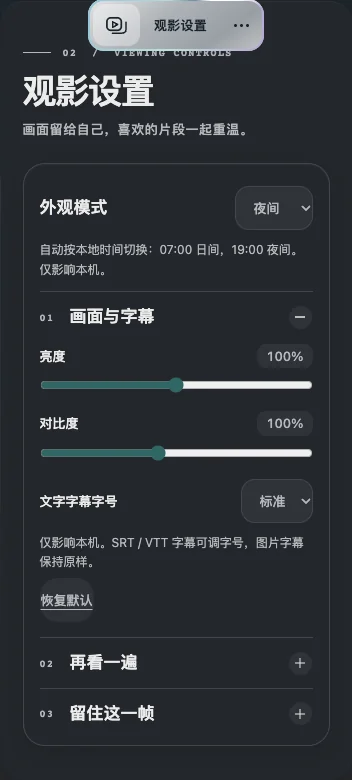 观影设置
02 / VIEWING CONTROLS
观影设置
画面留给自己，喜欢的片段一起重温。
外观模式 夜间
自动按本地时间切换：07:00 日间，19:00 夜间。
仅影响本机。
01 画面与字幕
亮度 100%
对比度 100%
文字字幕字号 标准
仅影响本机。SRT / VTT 字幕可调字号，图片字幕
保持原样。
恢复默认
02 再看一遍
03 留住这一帧